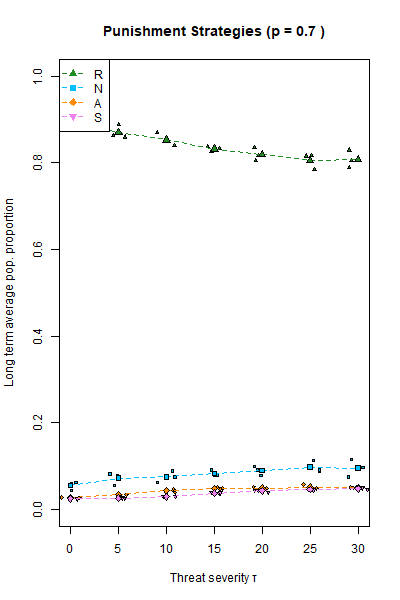 Punishment Strategies (p = 0.7 )
R
N
A
S
Long term average pop. proportion
1.0
0.8
0.6
0.4
0.2
0.0
0 5 10 15 20 25 30
Threat severity τ